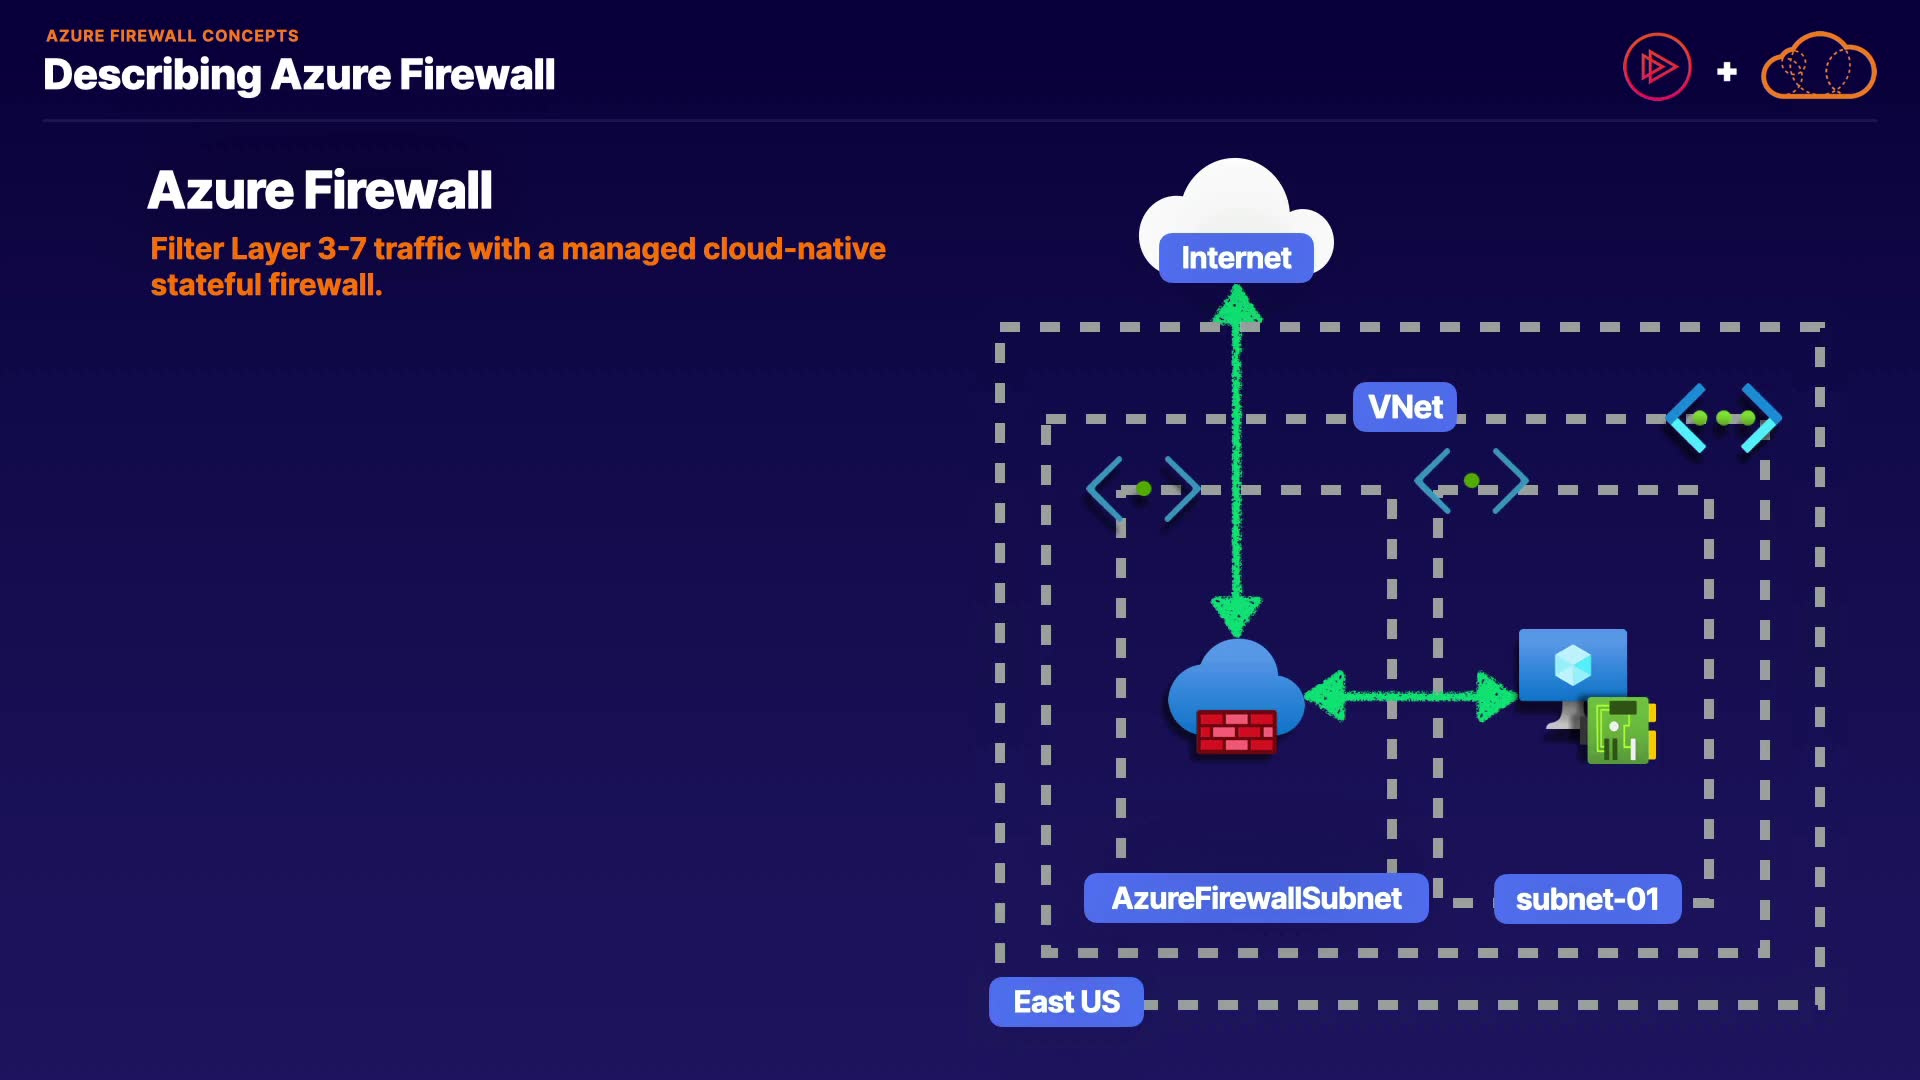 AZURE FIREWALL CONCEPTS
Describing Azure Firewall
Azure Firewall
Filter Layer 3-7 traffic with a managed cloud-native
stateful firewall.
Internet
VNet
AzureFirewallSubnet
subnet-01
East US